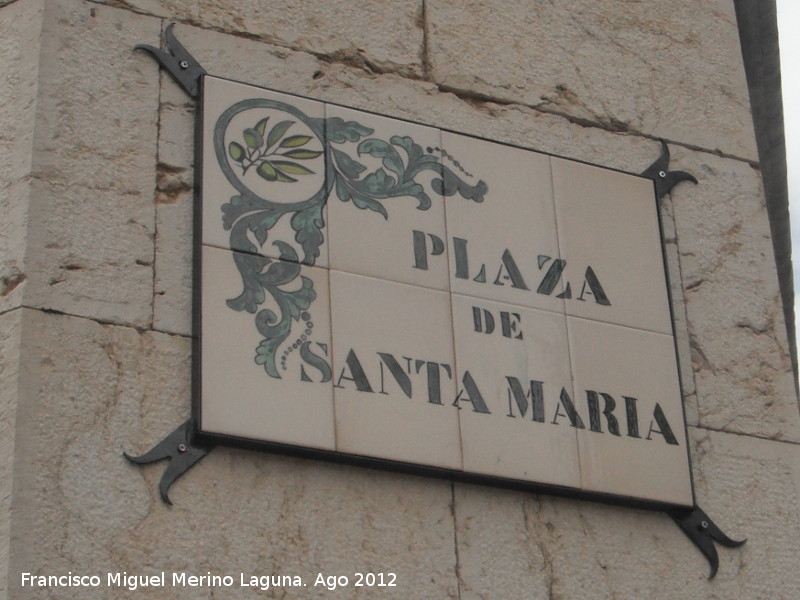 PLAZA
DE
SANTA MARIA
Francisco Miguel Merino Laguna. Ago 2012